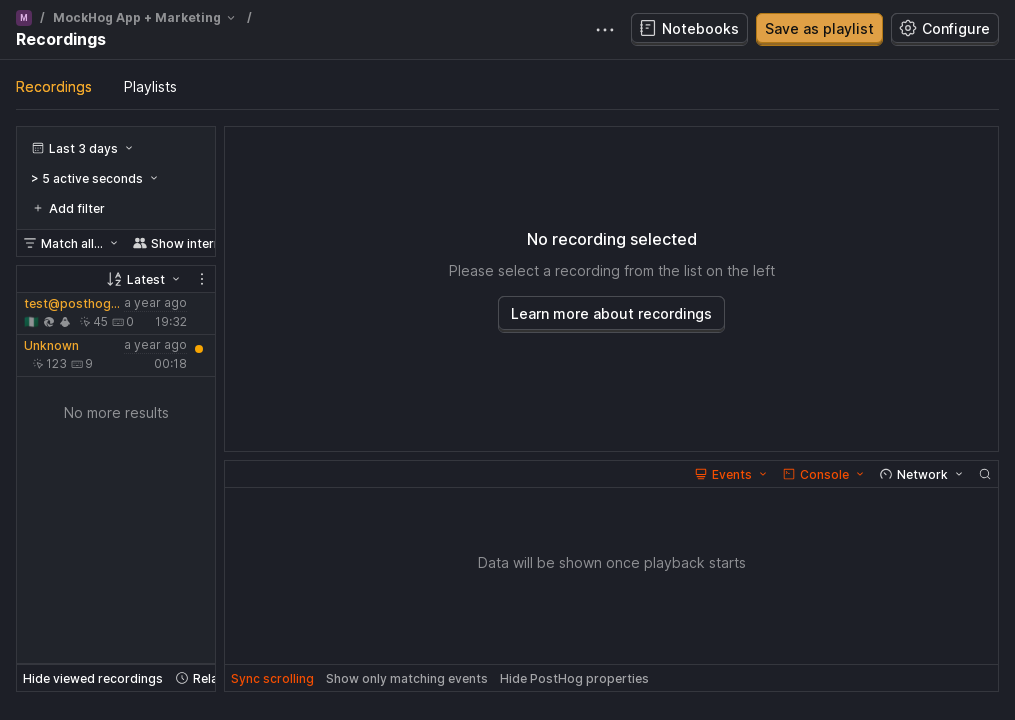 M / MockHog App + Marketing /
Recordings
Notebooks
Save as playlist
Configure
Recordings
Playlists
Last 3 days
> 5 active seconds
+ Add filter
Match all...
Show inter
Latest
test@posthog... a year ago
45 0 19:32
Unknown a year ago
123 9 00:18
No more results
Hide viewed recordings
Rela
No recording selected
Please select a recording from the list on the left
Learn more about recordings
Events
Console
Network
Data will be shown once playback starts
Sync scrolling
Show only matching events
Hide PostHog properties